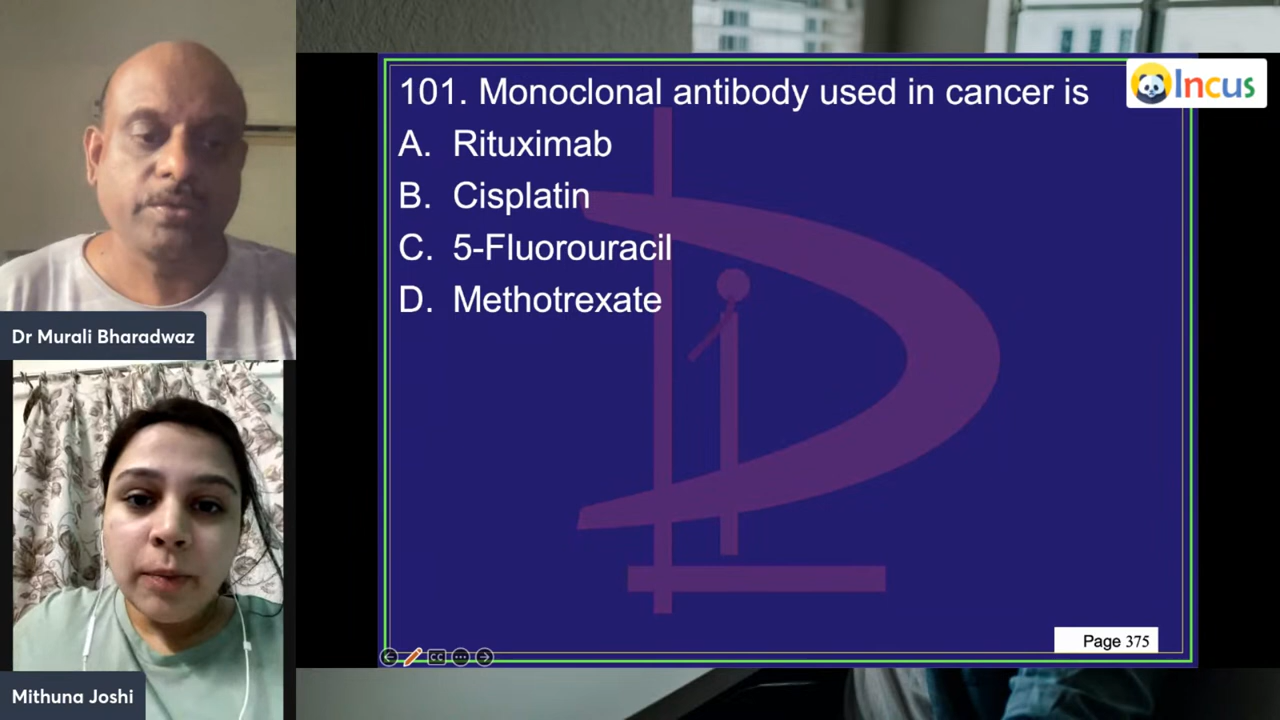 101. Monoclonal antibody used in cancer is
A. Rituximab
B. Cisplatin
C. 5-Fluorouracil
D. Methotrexate
Incus
Dr Murali Bharadwaz
Mithuna Joshi
CC
Page 375